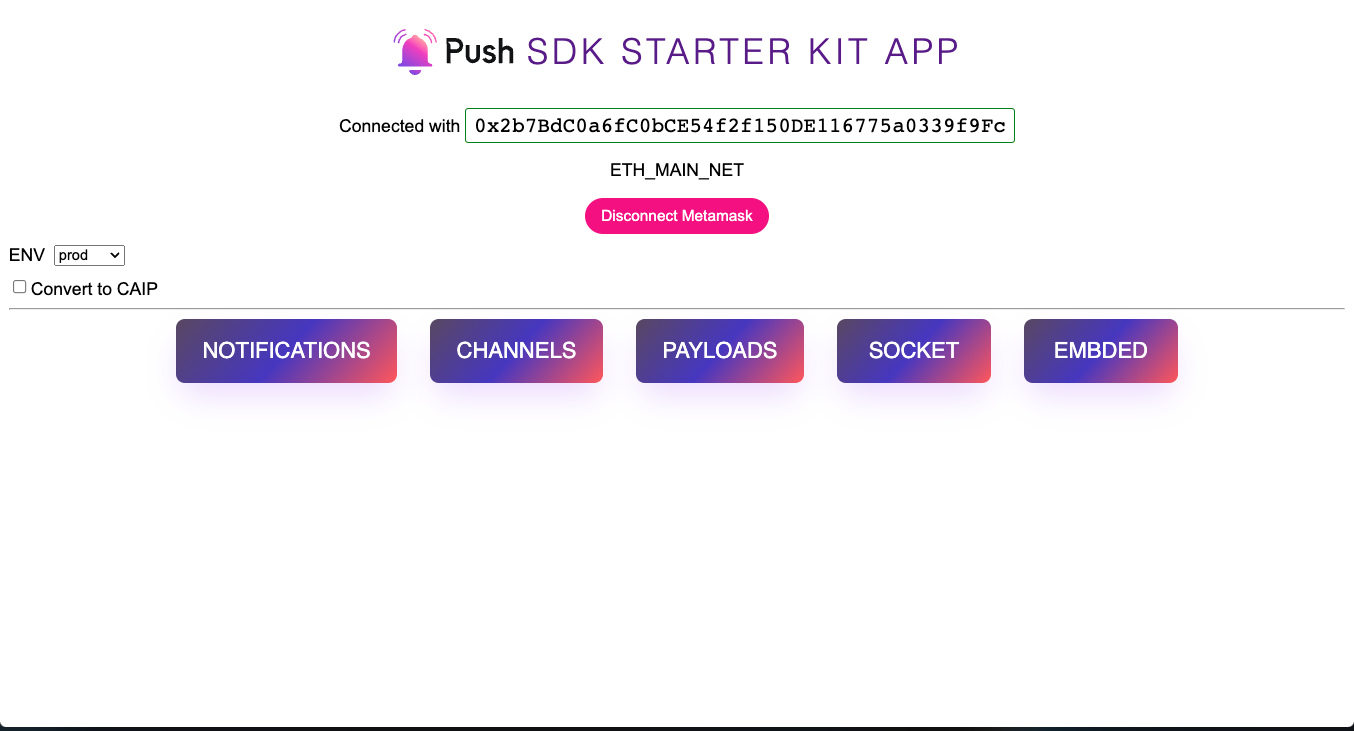 Push SDK STARTER KIT APP
Connected with 0x2b7BdC0a6fC0bCE54f2f150DE116775a0339f9Fc
ETH_MAIN_NET
Disconnect Metamask
ENV prod
Convert to CAIP
NOTIFICATIONS CHANNELS PAYLOADS SOCKET EMBDED